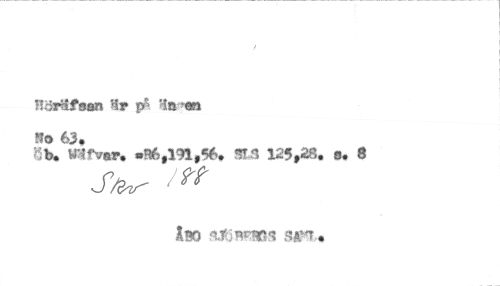 Höräfsan är på ängen
No 63.
Öb. Wäfvar. =R6,191,56. SLS 125,28. s. 8
Skv 188
ÅBO SJÖBERGS SAML.